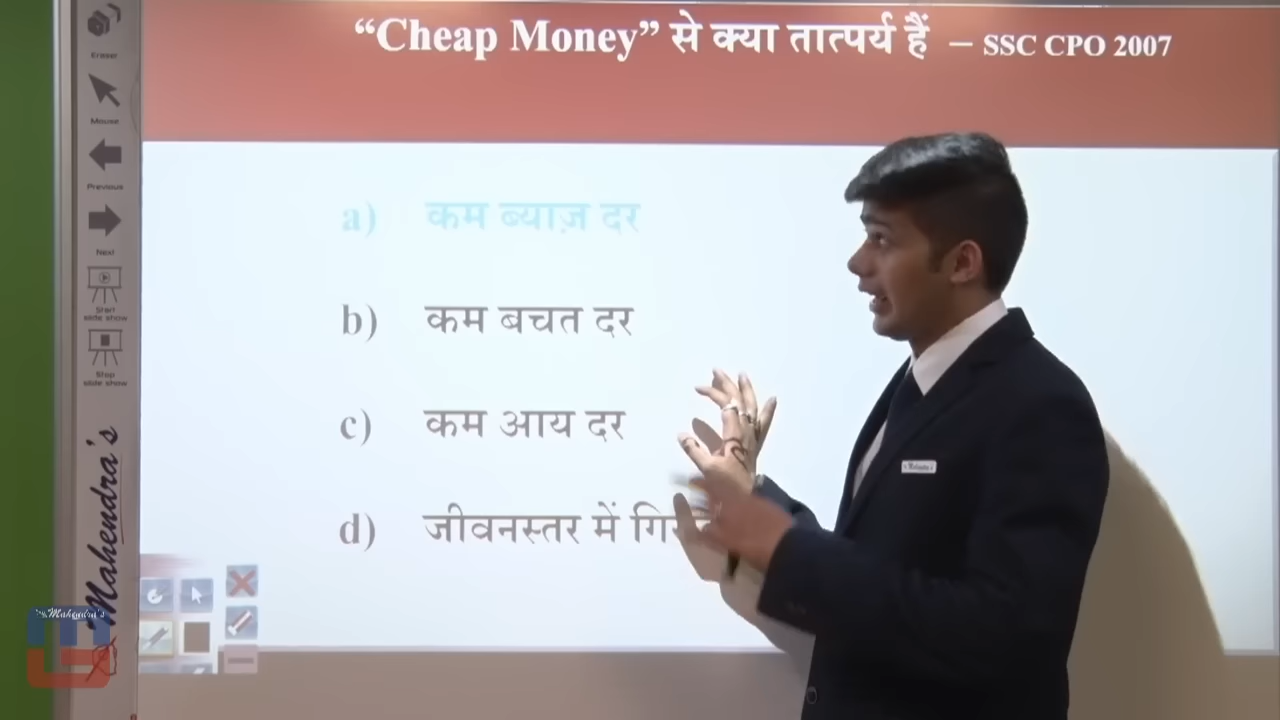 “Cheap Money” से क्या तात्पर्य हैं – SSC CPO 2007
a) कम ब्याज़ दर
b) कम बचत दर
c) कम आय दर
d) जीवनस्तर में
Eraser
Mouse
Previous
Next
Start slide show
Stop slide show
Mahendra's
Mahendra's